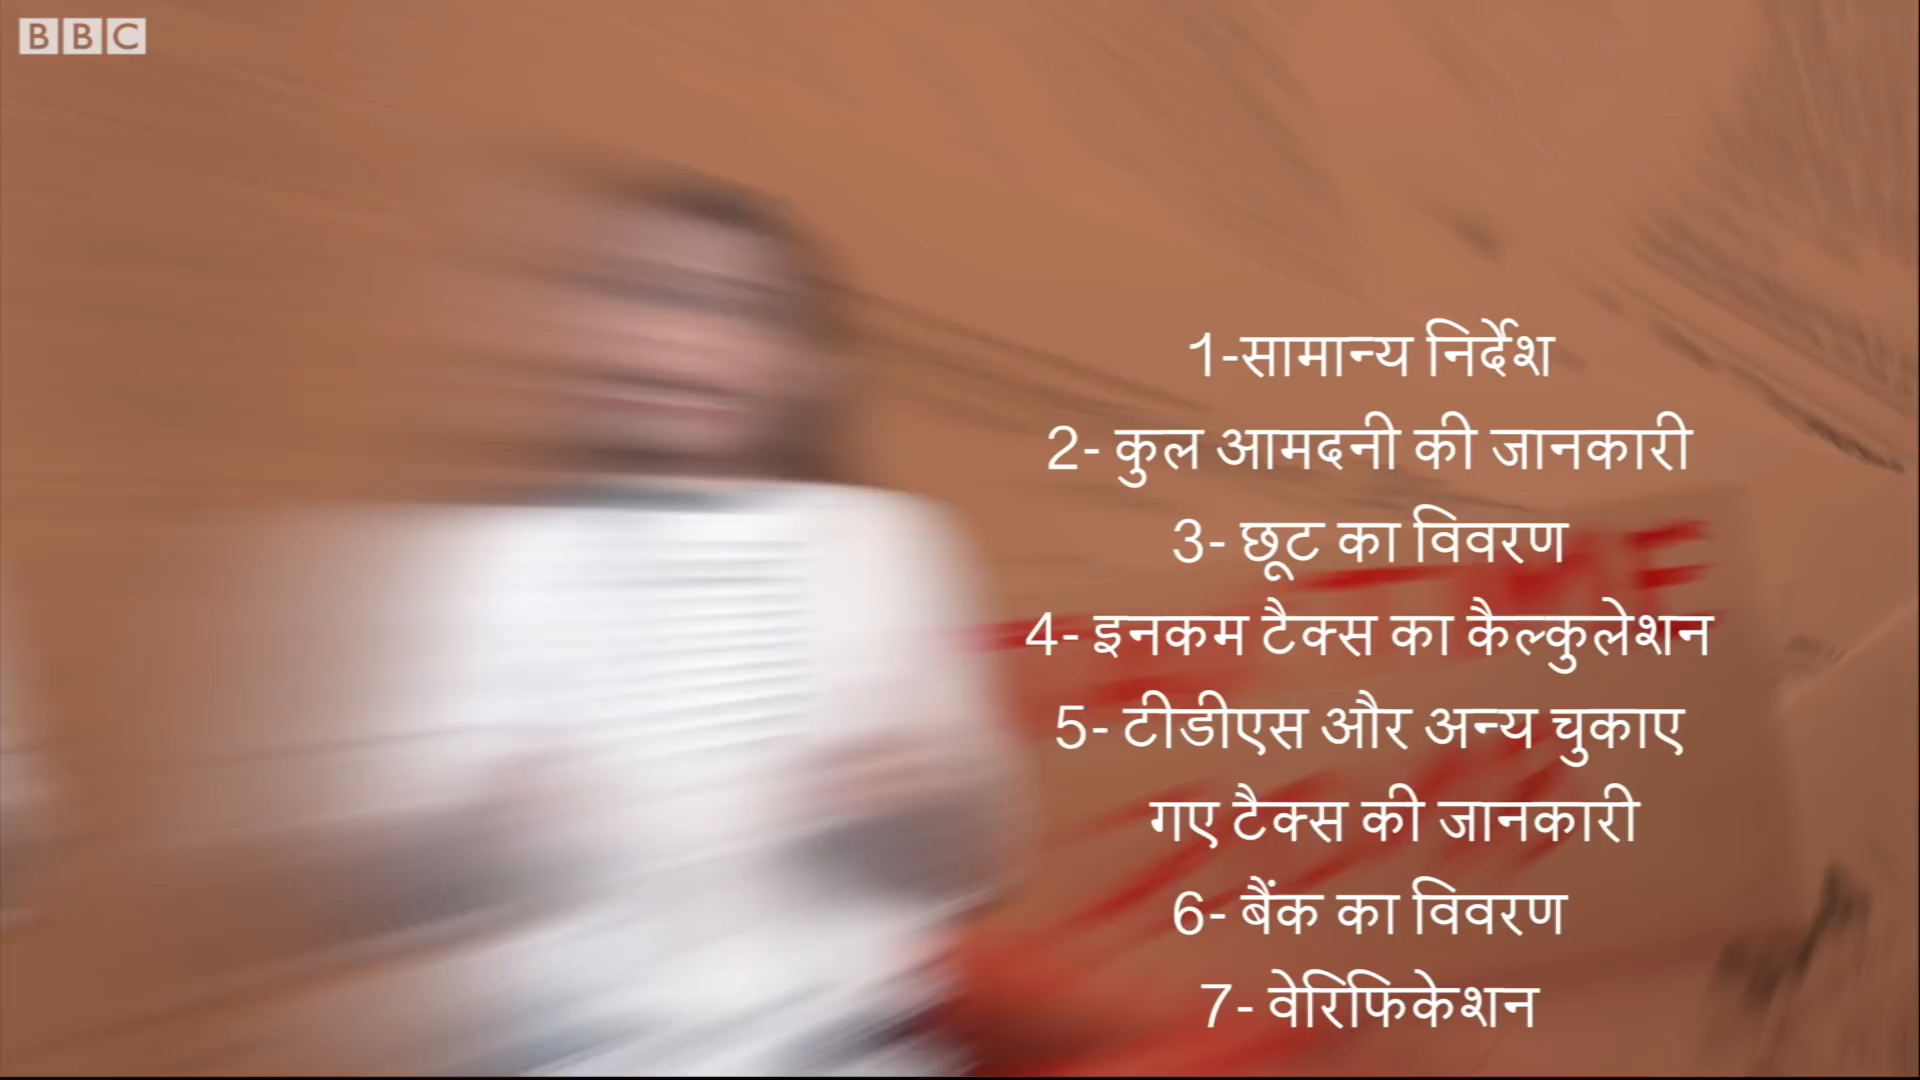 BBC
1-सामान्य निर्देश
2- कुल आमदनी की जानकारी
3- छूट का विवरण
4- इनकम टैक्स का कैल्कुलेशन
5- टीडीएस और अन्य चुकाए
गए टैक्स की जानकारी
6- बैंक का विवरण
7- वेरिफिकेशन